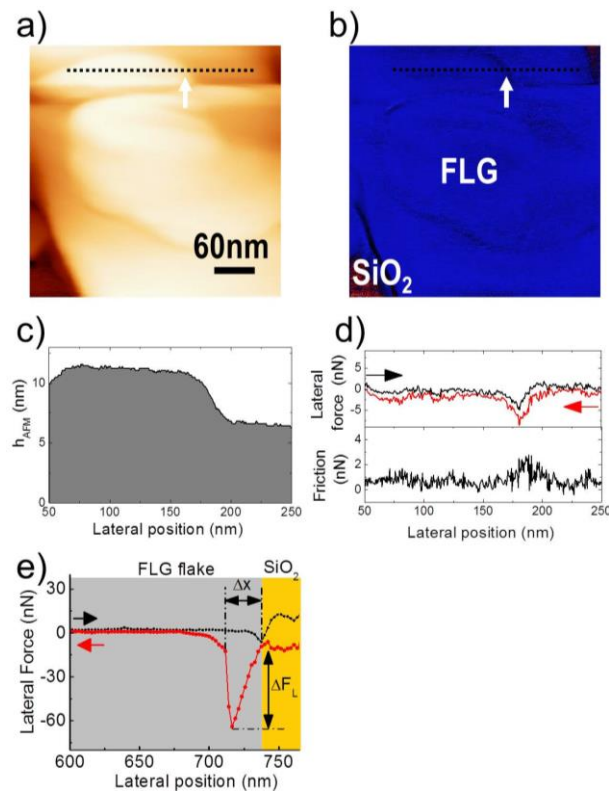 a)
b)
60nm
FLG
SiO₂
c)
d)
h_AFM (nm)
10
5
0
50 100 150 200 250
Lateral position (nm)
Lateral
force (nN)
5
0
-5
Friction
(nN)
4
2
0
50 100 150 200 250
Lateral position (nm)
e)
FLG flake
SiO₂
Δx
ΔF_L
Lateral Force (nN)
30
0
-30
-60
600 650 700 750
Lateral position (nm)